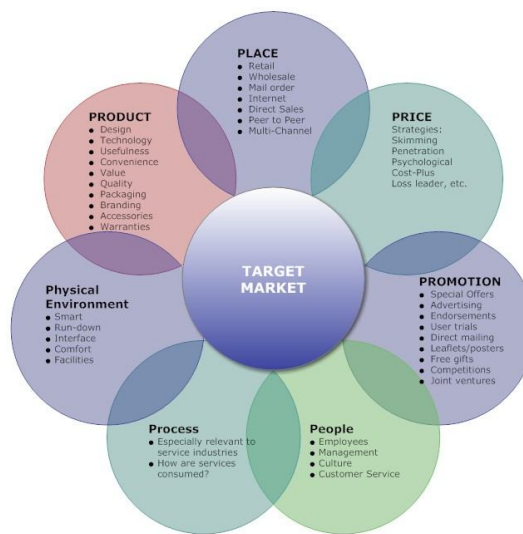 PLACE
Retail
Wholesale
Mail order
Internet
Direct Sales
Peer to Peer
Multi-Channel
PRICE
Strategies:
Skimming
Penetration
Psychological
Cost-Plus
Loss leader, etc.
PROMOTION
Special Offers
Advertising
Endorsements
User trials
Direct mailing
Leaflets/posters
Free gifts
Competitions
Joint ventures
People
Employees
Management
Culture
Customer Service
Process
Especially relevant to
service industries
How are services
consumed?
Physical
Environment
Smart
Run-down
Interface
Comfort
Facilities
PRODUCT
Design
Technology
Usefulness
Convenience
Value
Quality
Packaging
Branding
Accessories
Warranties
TARGET
MARKET